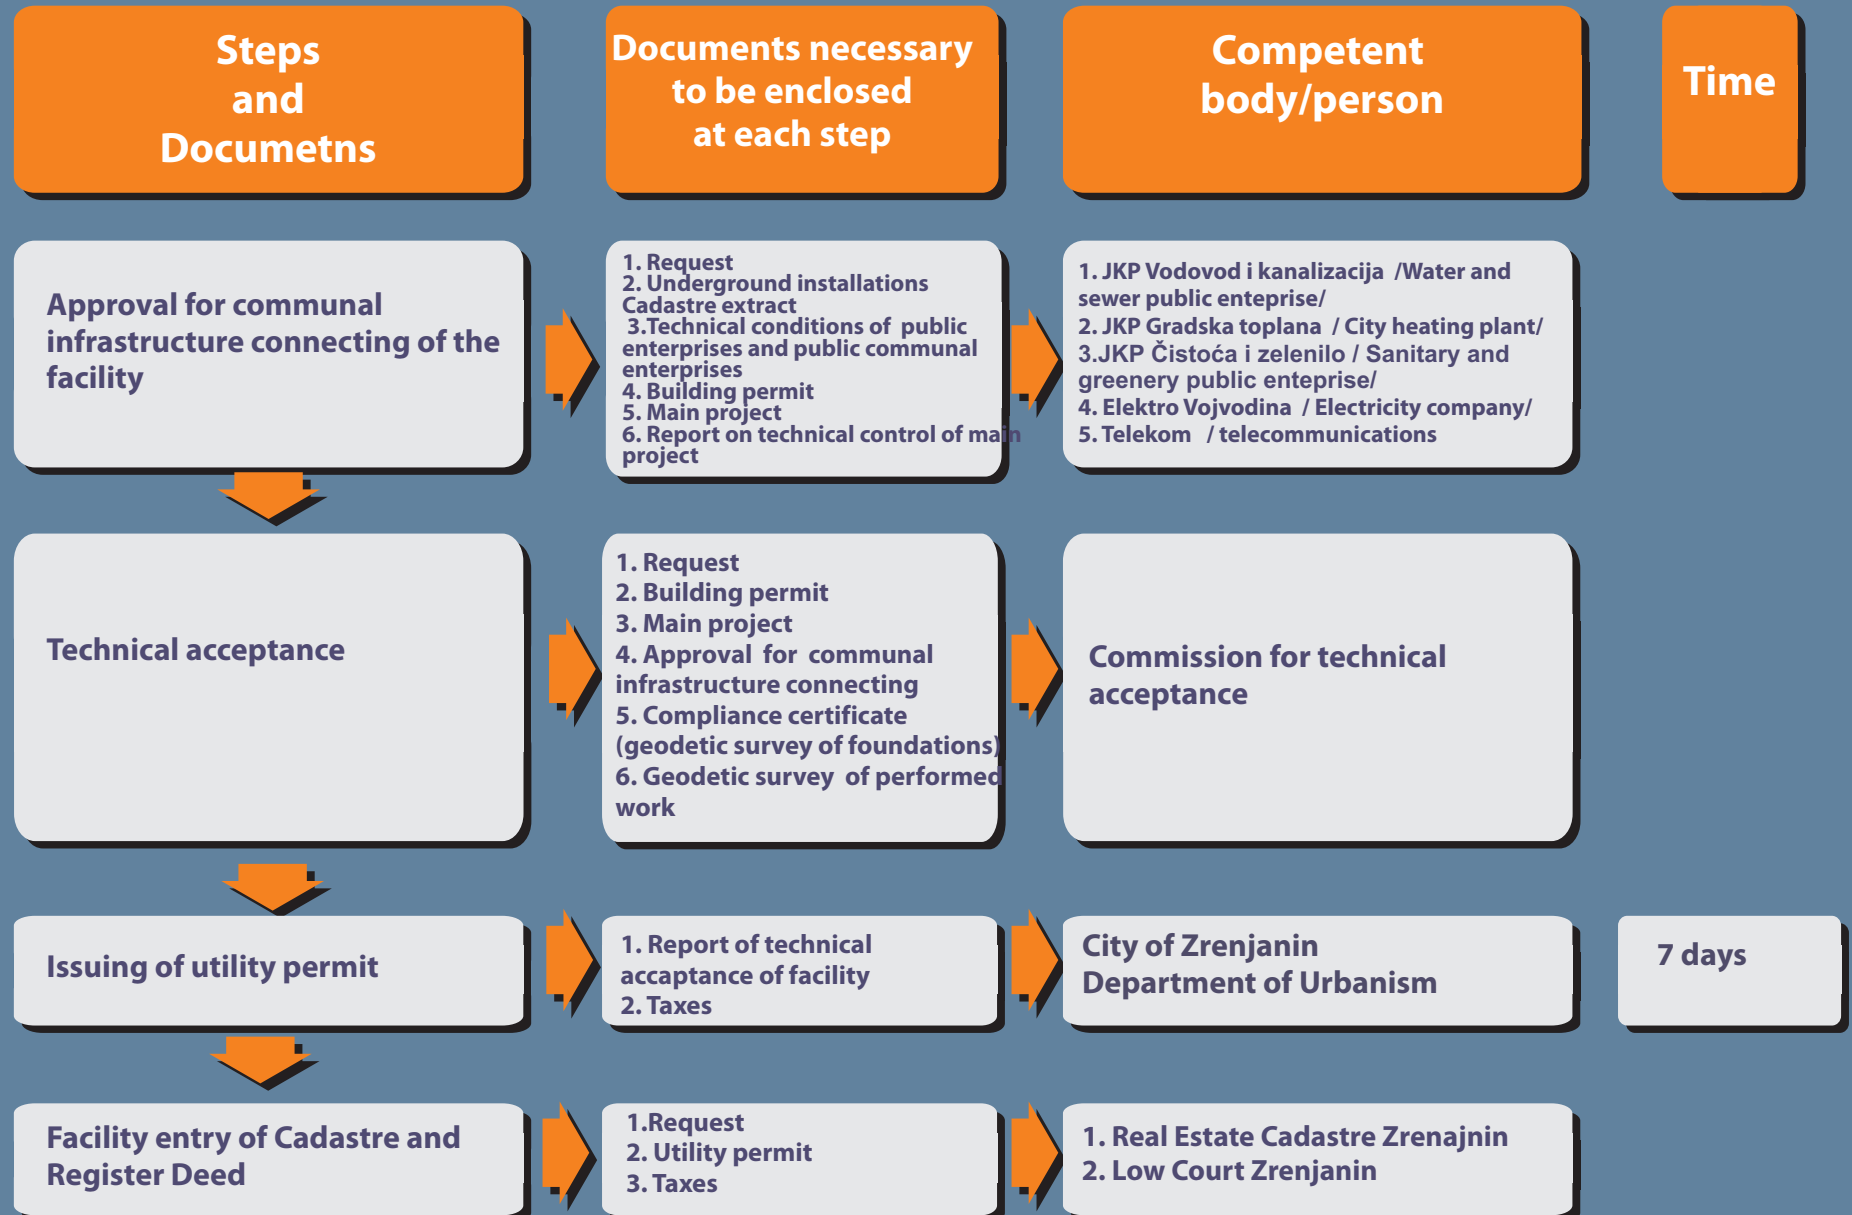 Steps
and
Documetns
Documents necessary
to be enclosed
at each step
Competent
body/person
Time
Approval for communal
infrastructure connecting of the
facility
1. Request
2. Underground installations
Cadastre extract
3.Technical conditions of public
enterprises and public communal
enterprises
4. Building permit
5. Main project
6. Report on technical control of main
project
1. JKP Vodovod i kanalizacija /Water and
sewer public enteprise/
2. JKP Gradska toplana / City heating plant/
3.JKP Čistoća i zelenilo / Sanitary and
greenery public enteprise/
4. Elektro Vojvodina / Electricity company/
5. Telekom / telecommunications
Technical acceptance
1. Request
2. Building permit
3. Main project
4. Approval for communal
infrastructure connecting
5. Compliance certificate
(geodetic survey of foundations)
6. Geodetic survey of performed
work
Commission for technical
acceptance
Issuing of utility permit
1. Report of technical
accaptance of facility
2. Taxes
City of Zrenjanin
Department of Urbanism
7 days
Facility entry of Cadastre and
Register Deed
1.Request
2. Utility permit
3. Taxes
1. Real Estate Cadastre Zrenajnin
2. Low Court Zrenjanin